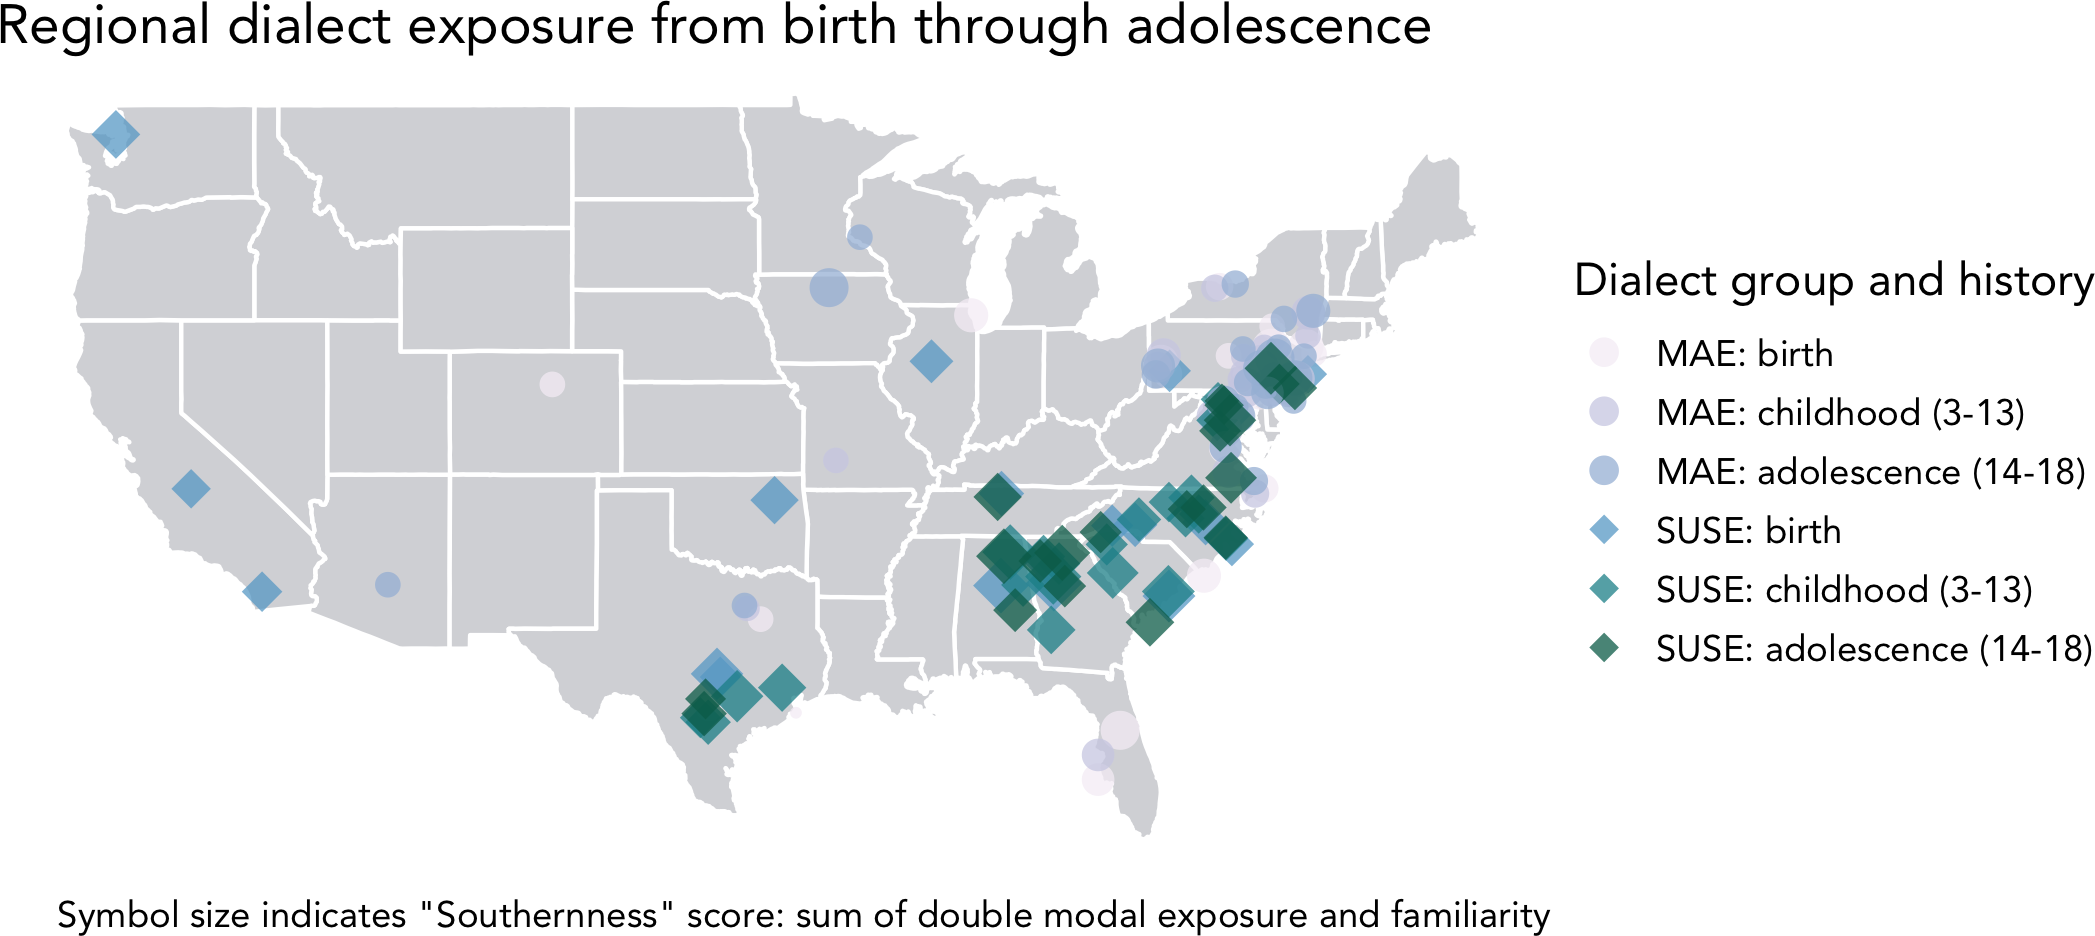 Regional dialect exposure from birth through adolescence
Dialect group and history
MAE: birth
MAE: childhood (3-13)
MAE: adolescence (14-18)
SUSE: birth
SUSE: childhood (3-13)
SUSE: adolescence (14-18)
Symbol size indicates "Southernness" score: sum of double modal exposure and familiarity